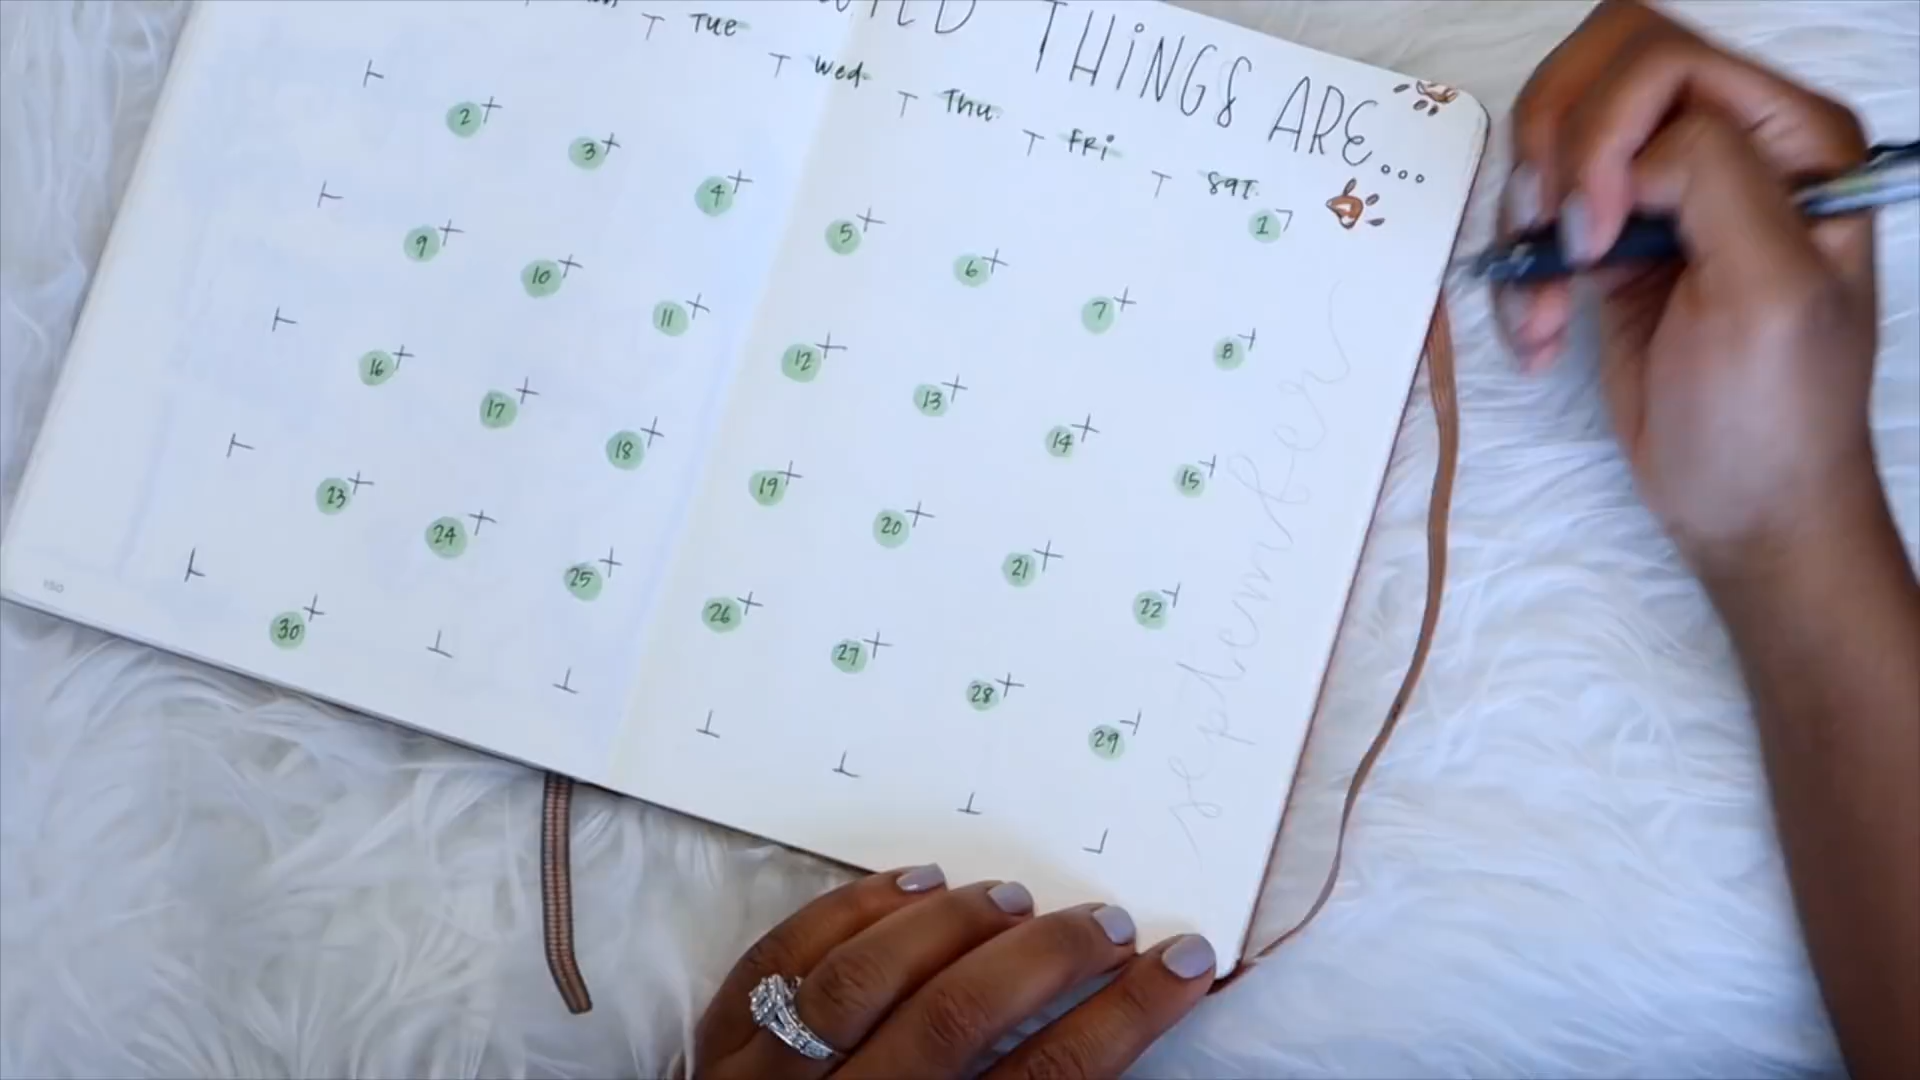 THINGS ARE...
Tue
Wed.
Thu.
FRi
SAT.
1
2 3 4 5 6 7 8
9 10 11 12 13 14 15
16 17 18 19 20 21 22
23 24 25 26 27 28 29
30
september